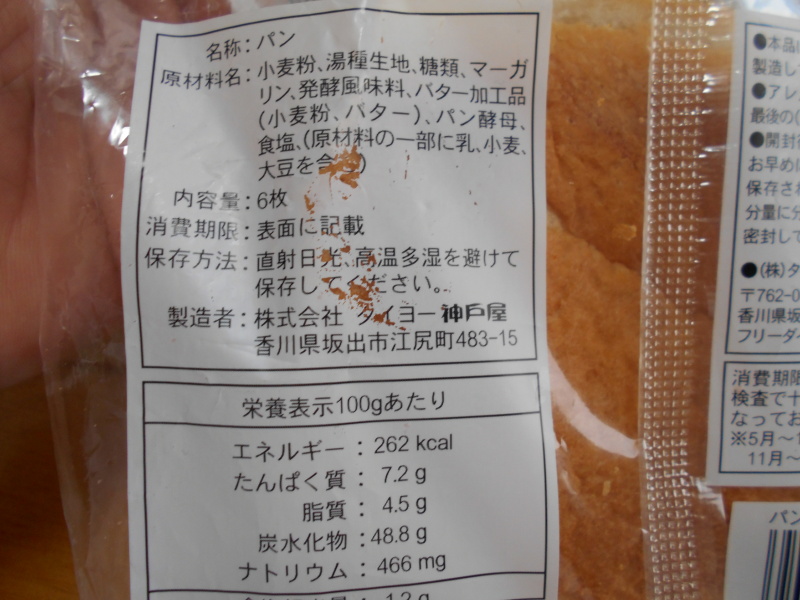 名称:パン
原材料名:小麦粉、湯種生地、糖類、マーガ
リン、発酵風味料、バター加工品
(小麦粉、バター)、パン酵母、
食塩、(原材料の一部に乳、小麦、
大豆を含む)
内容量:6枚
消費期限:表面に記載
保存方法:直射日光、高温多湿を避けて
保存してください。
製造者:株式会社 タイヨー神戸屋
香川県坂出市江尻町483-15
栄養表示100gあたり
エネルギー:262 kcal
たんぱく質:7.2 g
脂質:4.5 g
炭水化物:48.8 g
ナトリウム:466 mg
1.2 g
●本品
製造し
●アレ
最後の(
●開封
お早め
保存さ
分量に分
密封して
●(株)タ
〒762-0
香川県坂
フリーダ
消費期限
検査で十
なってお
※5月～1
11月～
パン